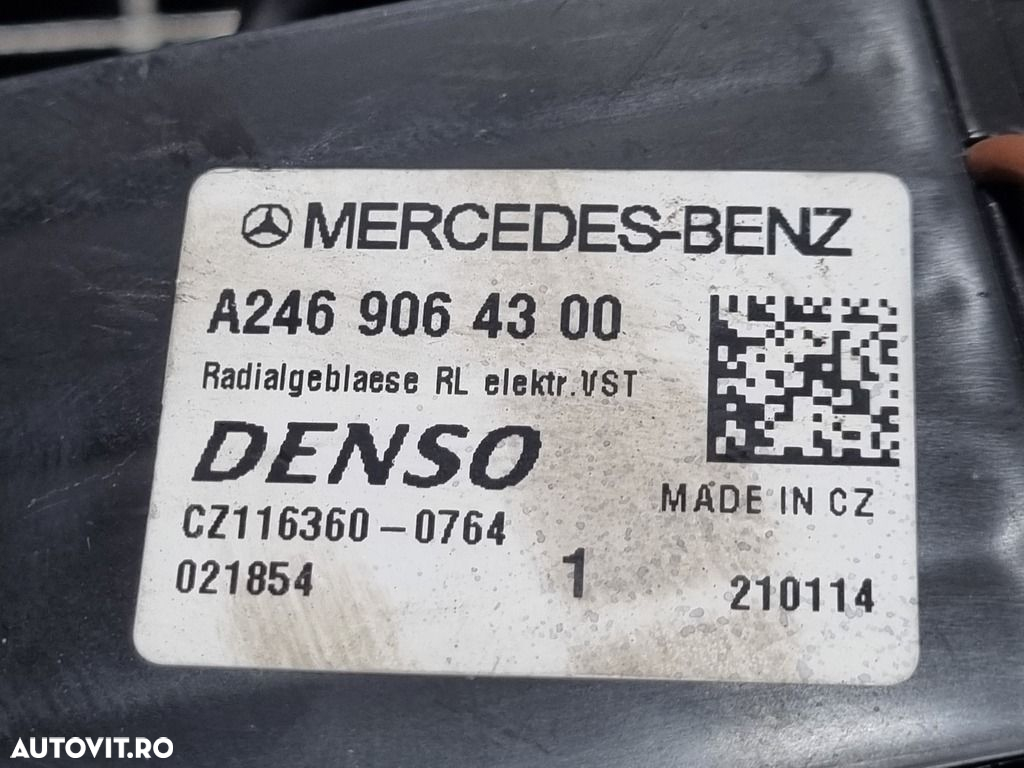 MERCEDES-BENZ
A246 906 43 00
Radialgeblaese RL elektr.VST
DENSO
MADE IN CZ
CZ116360-0764
021854 1 210114
AUTOVIT.RO